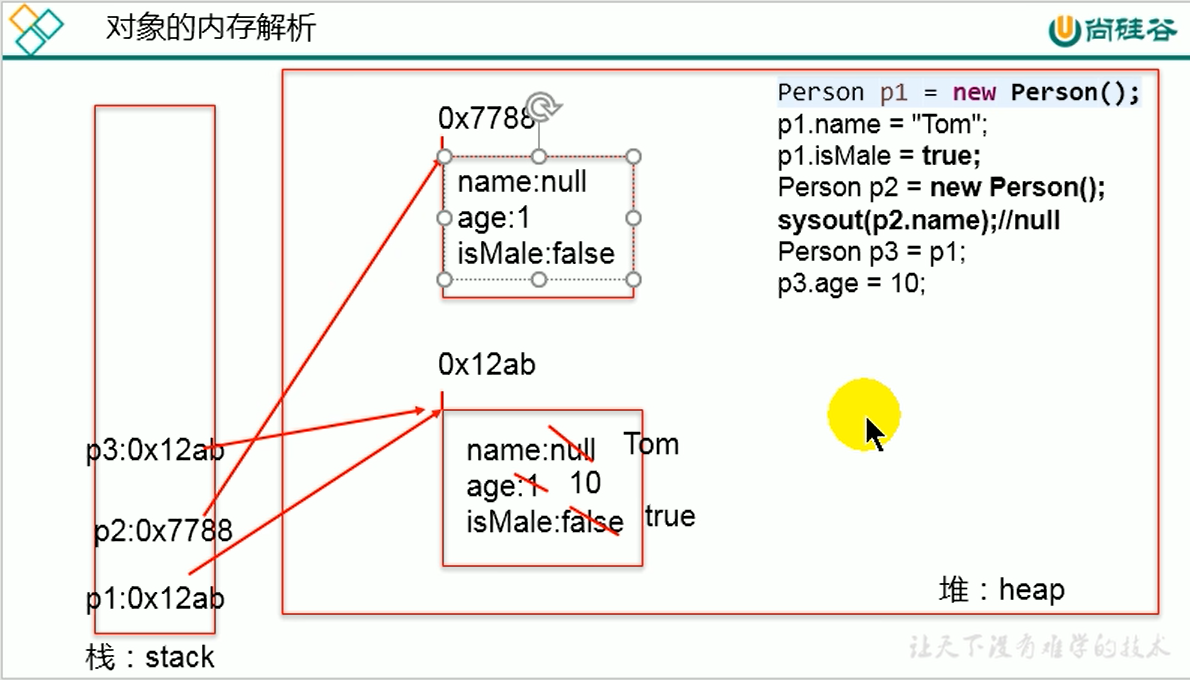 对象的内存解析
尚硅谷
0x7788
name:null
age:1
isMale:false
Person p1 = new Person();
p1.name = "Tom";
p1.isMale = true;
Person p2 = new Person();
sysout(p2.name);//null
Person p3 = p1;
p3.age = 10;
0x12ab
name:null Tom
age:1 10
isMale:false true
p3:0x12ab
p2:0x7788
p1:0x12ab
栈：stack
堆：heap
让天下没有难学的技术